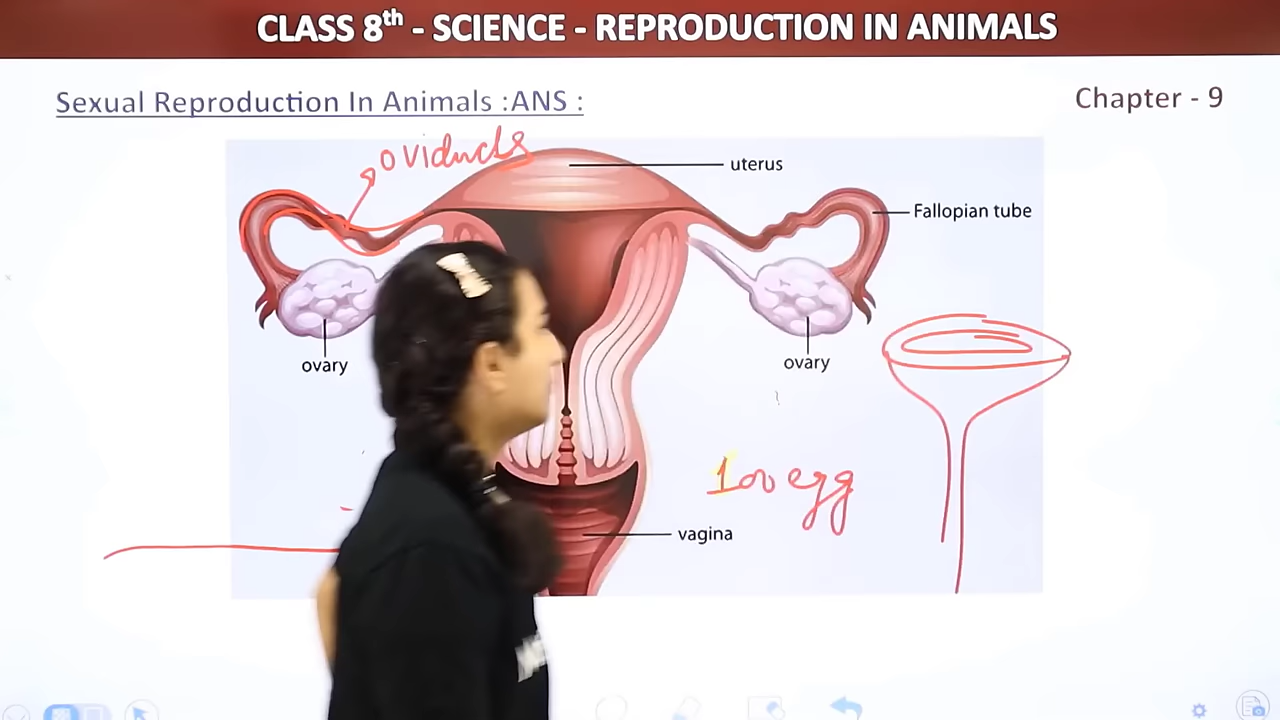 CLASS 8th - SCIENCE - REPRODUCTION IN ANIMALS
Sexual Reproduction In Animals :ANS :
Chapter - 9
oviducts
uterus
Fallopian tube
ovary
ovary
100 egg
vagina